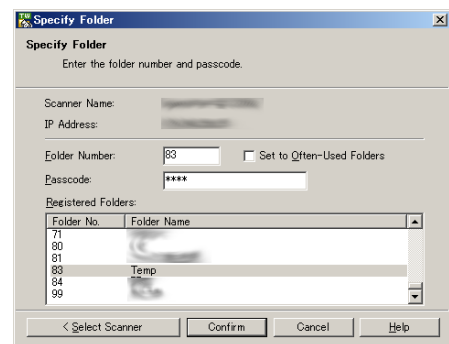 Specify Folder
Specify Folder
Enter the folder number and passcode.
Scanner Name:
IP Address:
Folder Number: 83 Set to Often-Used Folders
Passcode: ****
Registered Folders:
Folder No. Folder Name
71
80
81
83 Temp
84
99
< Select Scanner Confirm Cancel Help